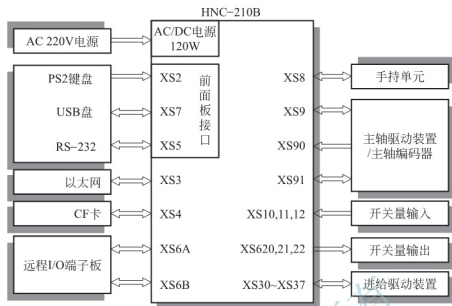 HNC-210B
AC 220V电源
AC/DC电源
120W
PS2键盘
USB盘
RS-232
以太网
CF卡
远程I/O端子板
XS2
XS7
XS5
前面板接口
XS3
XS4
XS6A
XS6B
XS8
XS9
XS90
XS91
XS10,11,12
XS620,21,22
XS30~XS37
手持单元
主轴驱动装置
/主轴编码器
开关量输入
开关量输出
进给驱动装置